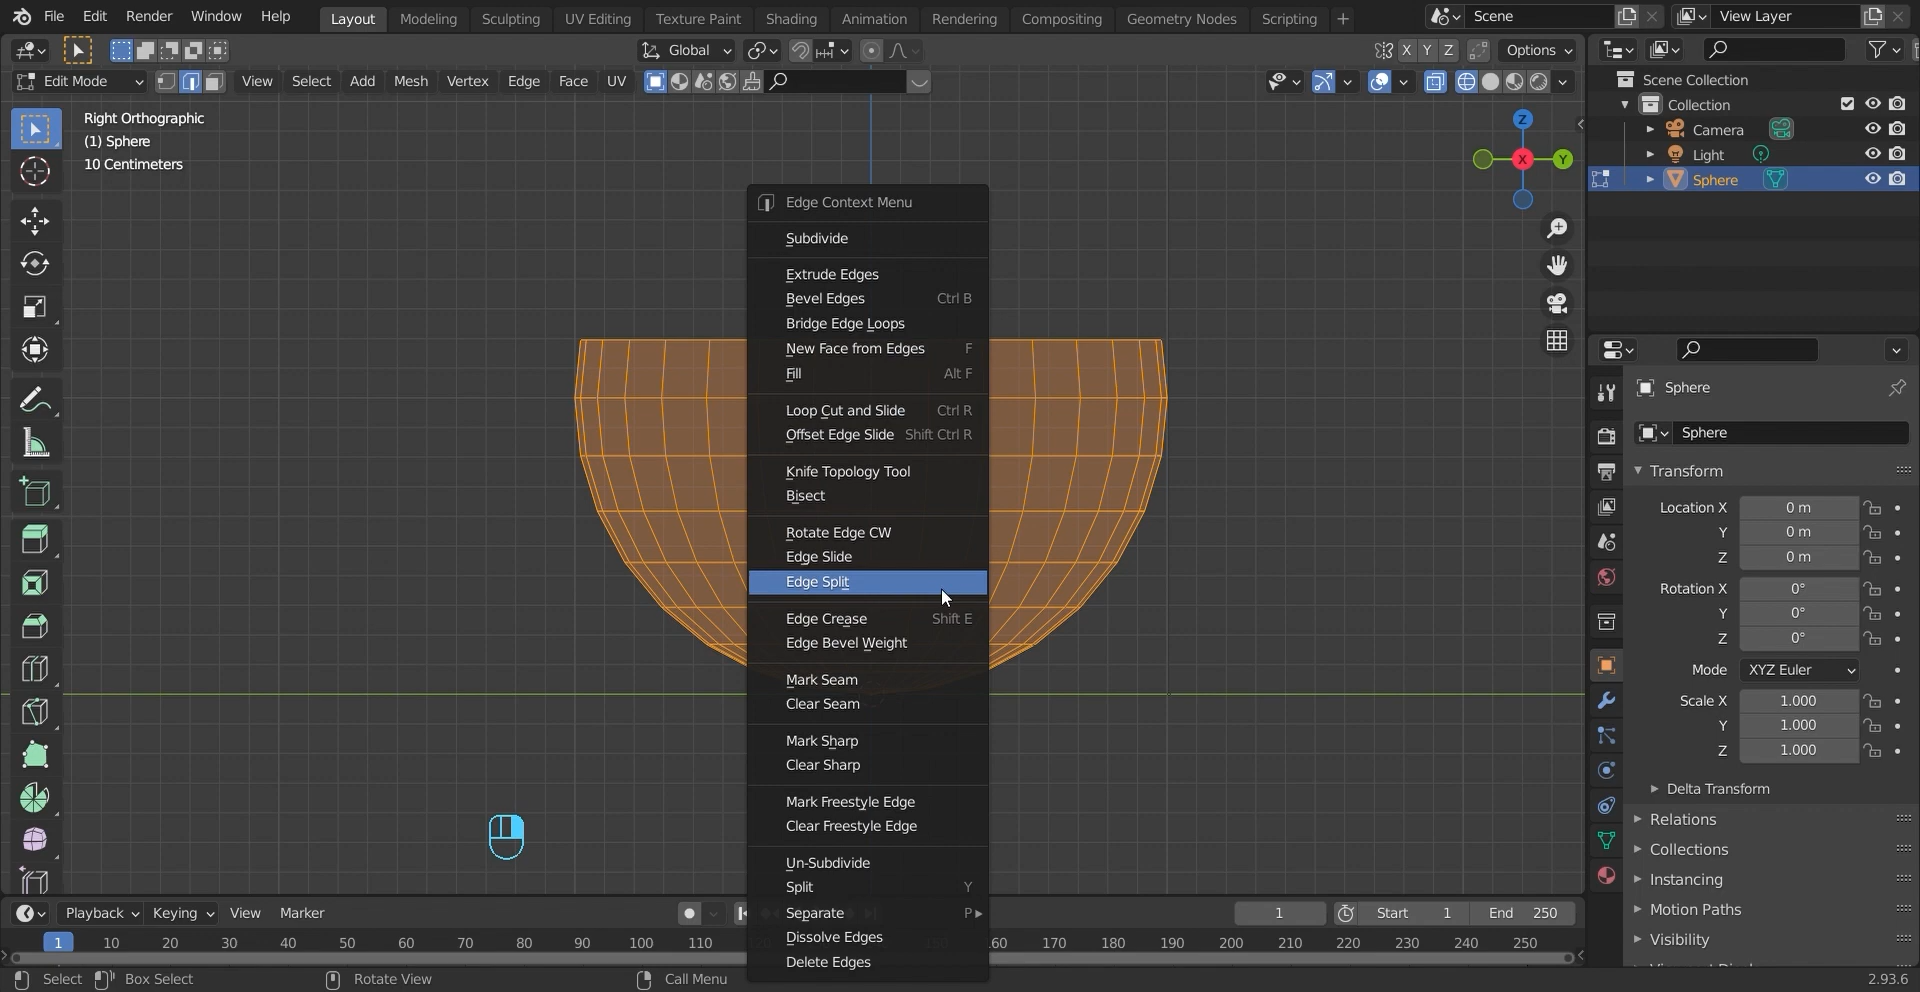 File Edit Render Window Help Layout Modeling Sculpting UV Editing Texture Paint Shading Animation Rendering Compositing Geometry Nodes Scripting + Scene View Layer
Global X Y Z Options
Edit Mode View Select Add Mesh Vertex Edge Face UV
Right Orthographic
(1) Sphere
10 Centimeters
Z
X
Y
Edge Context Menu
Subdivide
Extrude Edges
Bevel Edges Ctrl B
Bridge Edge Loops
New Face from Edges F
Fill Alt F
Loop Cut and Slide Ctrl R
Offset Edge Slide Shift Ctrl R
Knife Topology Tool
Bisect
Rotate Edge CW
Edge Slide
Edge Split
Edge Crease Shift E
Edge Bevel Weight
Mark Seam
Clear Seam
Mark Sharp
Clear Sharp
Mark Freestyle Edge
Clear Freestyle Edge
Un-Subdivide
Split Y
Separate P
Dissolve Edges
Delete Edges
Scene Collection
Collection
Camera
Light
Sphere
Sphere
Sphere
Transform
Location X 0 m
Y 0 m
Z 0 m
Rotation X 0°
Y 0°
Z 0°
Mode XYZ Euler
Scale X 1.000
Y 1.000
Z 1.000
Delta Transform
Relations
Collections
Instancing
Motion Paths
Visibility
Playback Keying View Marker 1 Start 1 End 250
1 10 20 30 40 50 60 70 80 90 100 110 160 170 180 190 200 210 220 230 240 250
Select Box Select Rotate View Call Menu 2.93.6